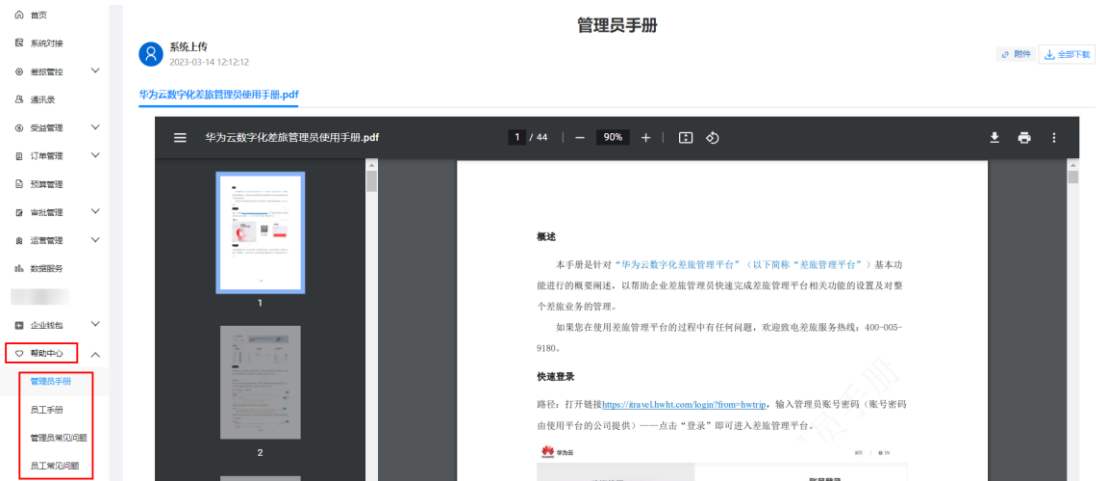 首页
系统对接
差旅管控
通讯录
受益管理
订单管理
预算管理
审批管理
运营管理
数据服务
企业钱包
帮助中心
管理员手册
员工手册
管理员常见问题
员工常见问题
管理员手册
系统上传
2023-03-14 12:12:12
附件
全部下载
华为云数字化差旅管理员使用手册.pdf
华为云数字化差旅管理员使用手册.pdf
1 / 44
90%
1
2
概述
本手册是针对“华为云数字化差旅管理平台”(以下简称“差旅管理平台”)基本功
能进行的概要阐述,以帮助企业差旅管理员快速完成差旅管理平台相关功能的设置及对整
个差旅业务的管理。
如果您在使用差旅管理平台的过程中有任何问题,欢迎致电差旅服务热线:400-005-
9180。
快速登录
路径:打开链接https://itravel.hwht.com/login?from=hwtrip,输入管理员账号密码(账号密码
由使用平台的公司提供)——点击“登录”即可进入差旅管理平台。
华为云